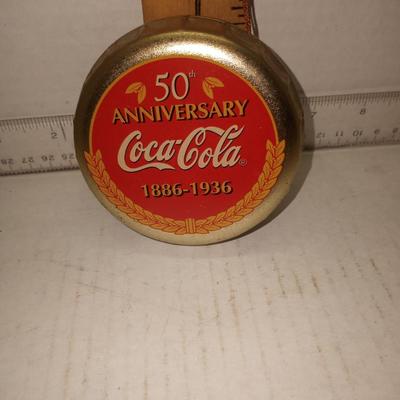 50th
ANNIVERSARY
Coca-Cola®
1886-1936